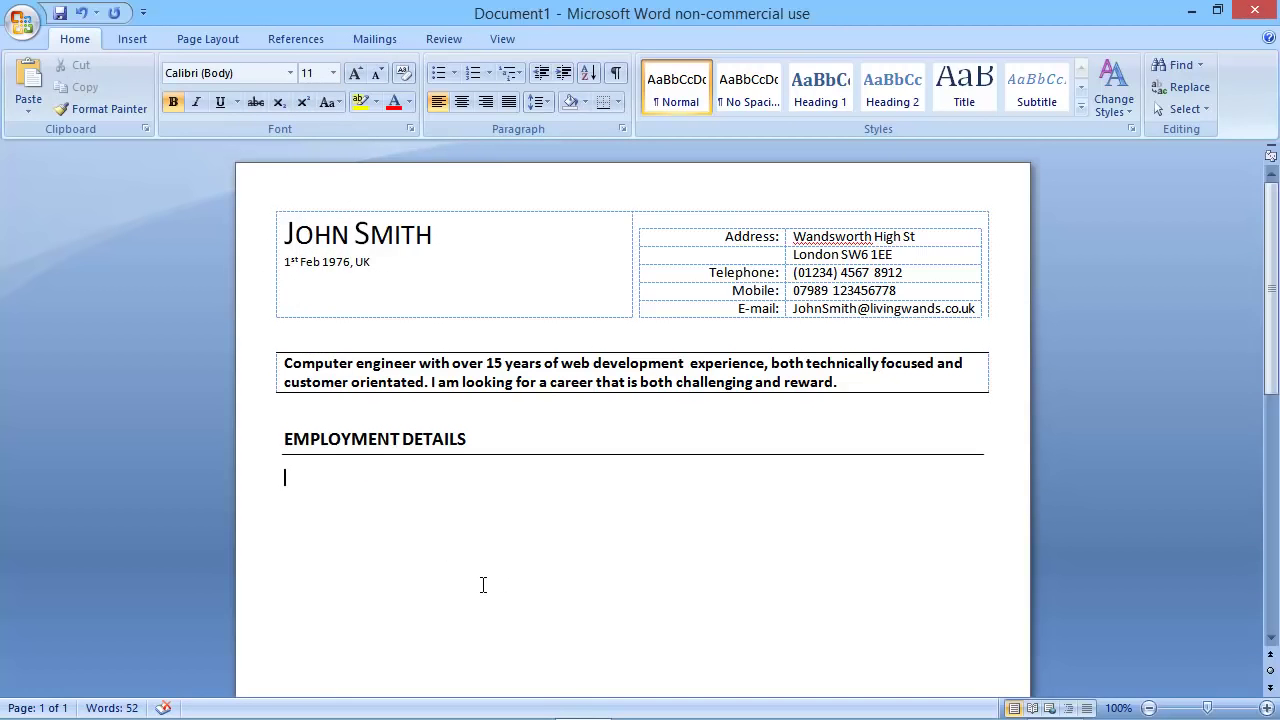 Document1 - Microsoft Word non-commercial use
Home Insert Page Layout References Mailings Review View
Paste
Cut
Copy
Format Painter
Clipboard
Calibri (Body) 11
B I U abc x₂ x² Aa
Font
Paragraph
AaBbCcDc AaBbCcDc AaBbC AaBbCc AaB AaBbCc.
¶ Normal ¶ No Spaci... Heading 1 Heading 2 Title Subtitle
Change
Styles
Styles
Find
Replace
Select
Editing
JOHN SMITH
1st Feb 1976, UK
Address: Wandsworth High St
London SW6 1EE
Telephone: (01234) 4567 8912
Mobile: 07989 123456778
E-mail: JohnSmith@livingwands.co.uk
Computer engineer with over 15 years of web development experience, both technically focused and
customer orientated. I am looking for a career that is both challenging and reward.
EMPLOYMENT DETAILS
Page: 1 of 1 Words: 52 100%